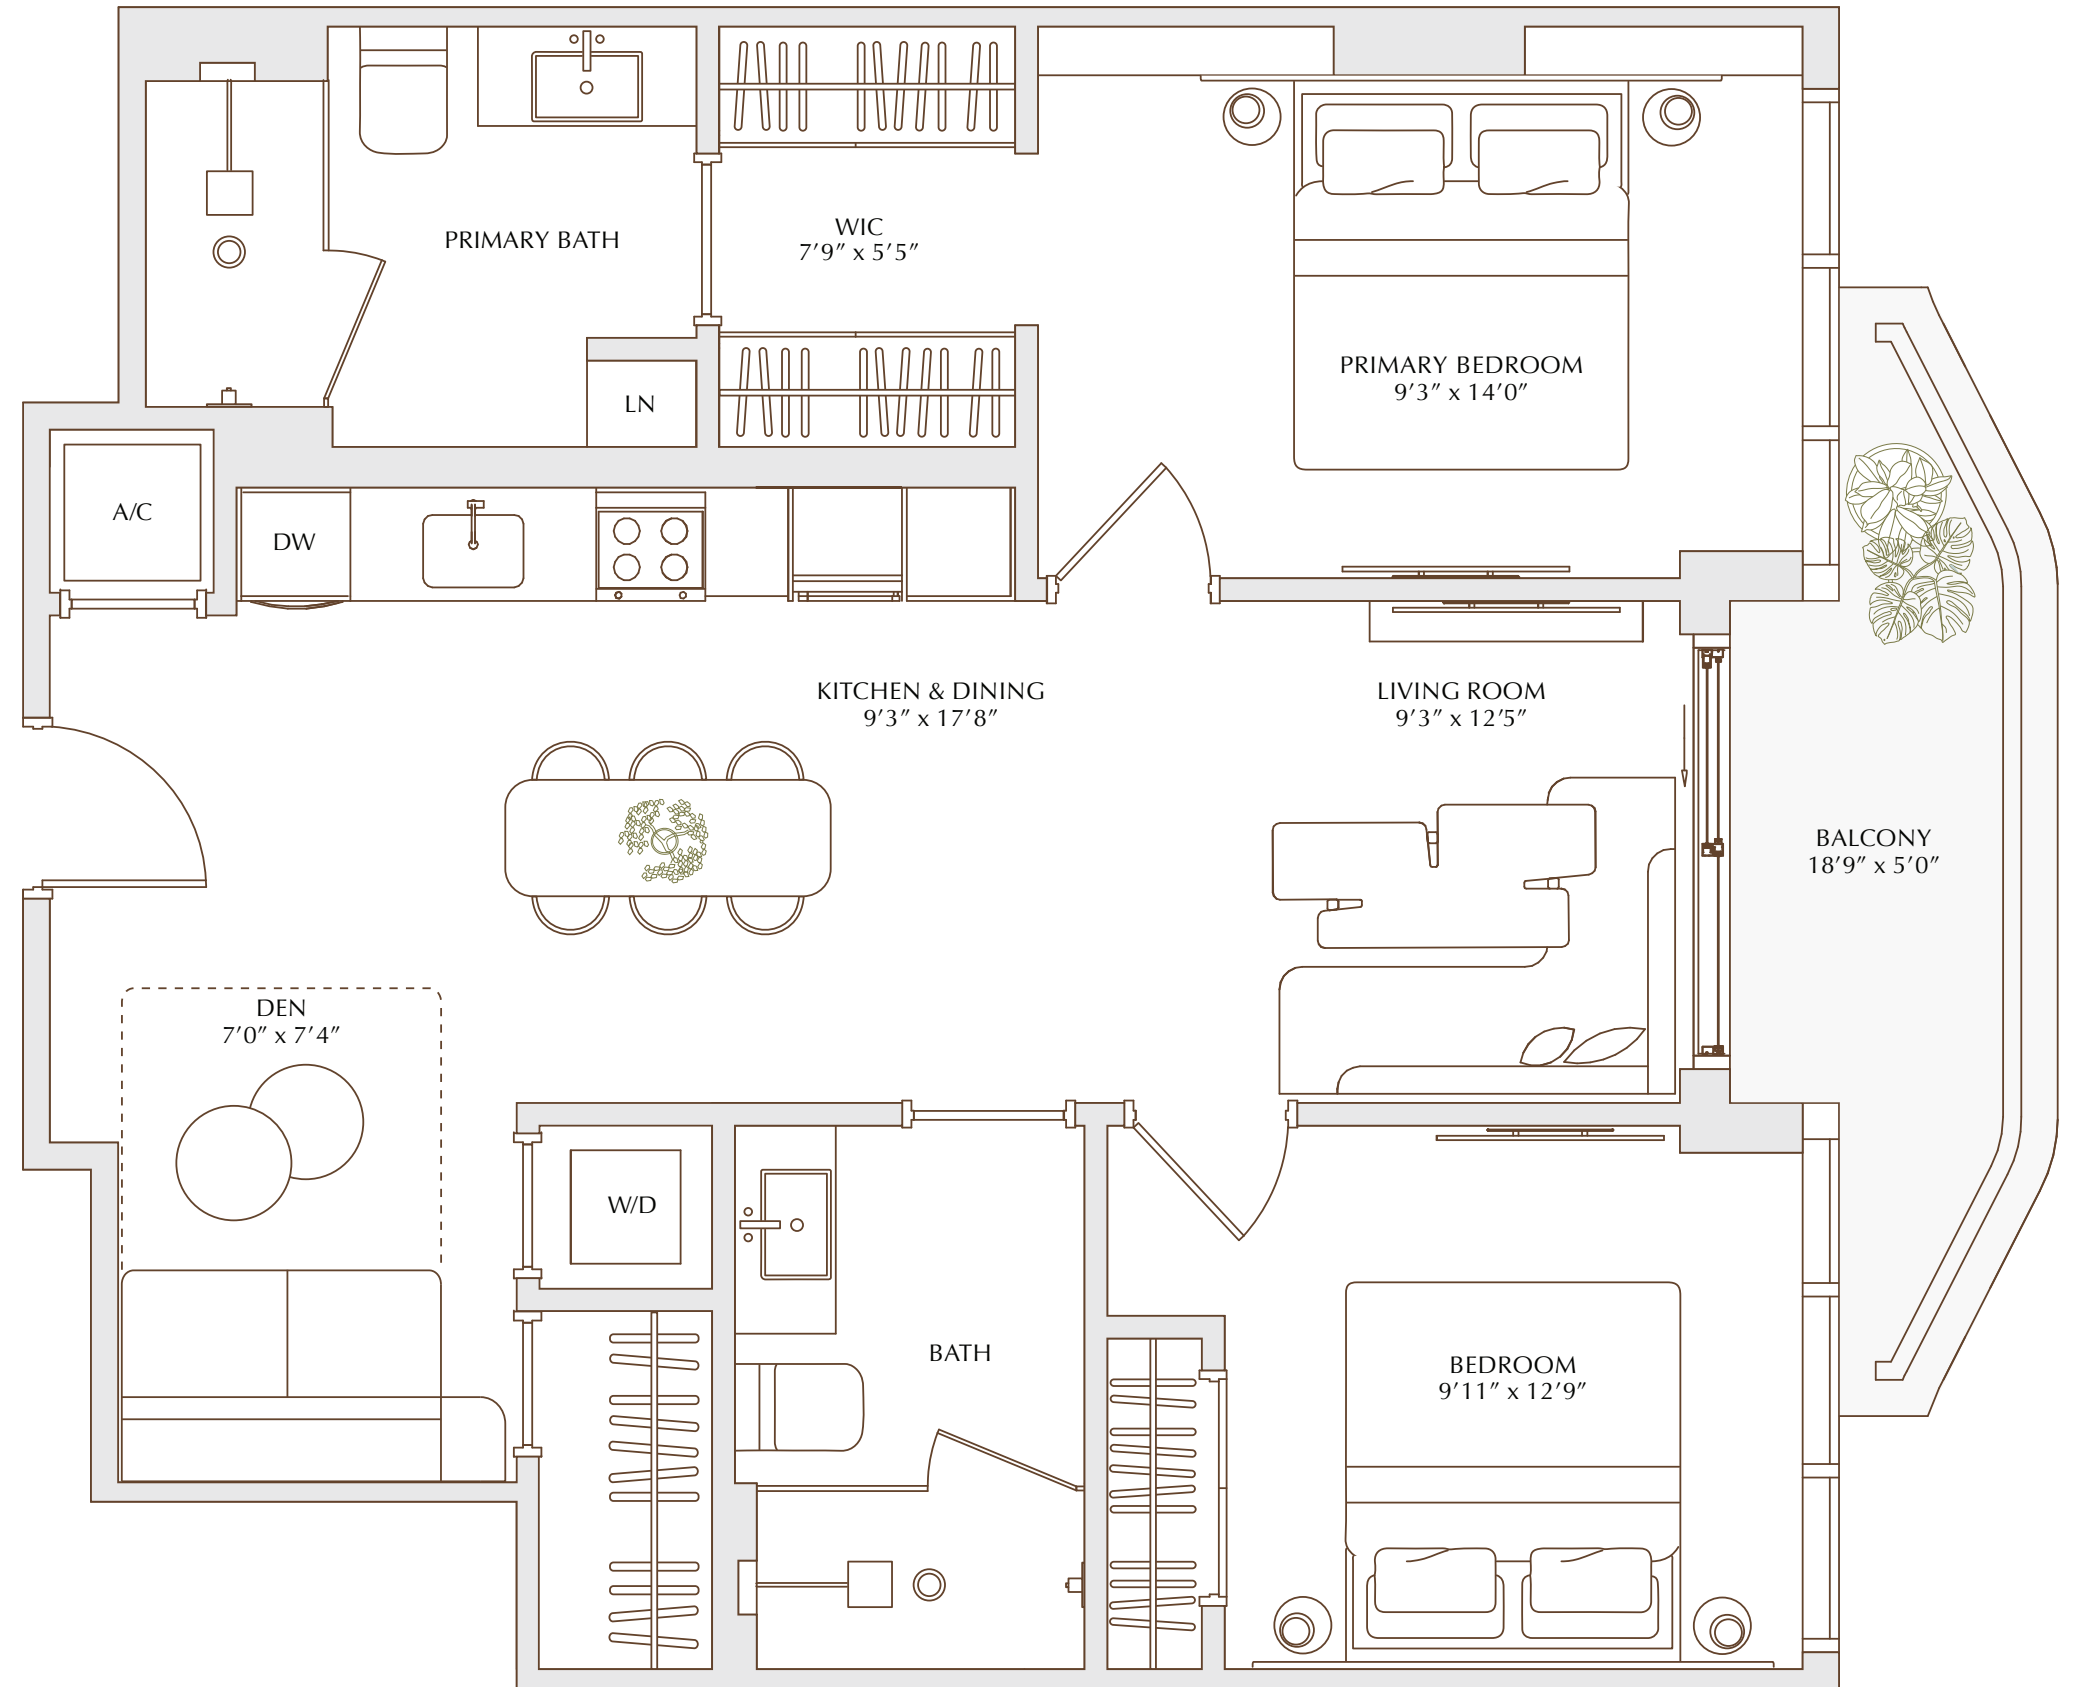 PRIMARY BATH
WIC
7′9″ x 5′5″
PRIMARY BEDROOM
9′3″ x 14′0″
LN
A/C
DW
KITCHEN & DINING
9′3″ x 17′8″
LIVING ROOM
9′3″ x 12′5″
BALCONY
18′9″ x 5′0″
DEN
7′0″ x 7′4″
W/D
BATH
BEDROOM
9′11″ x 12′9″